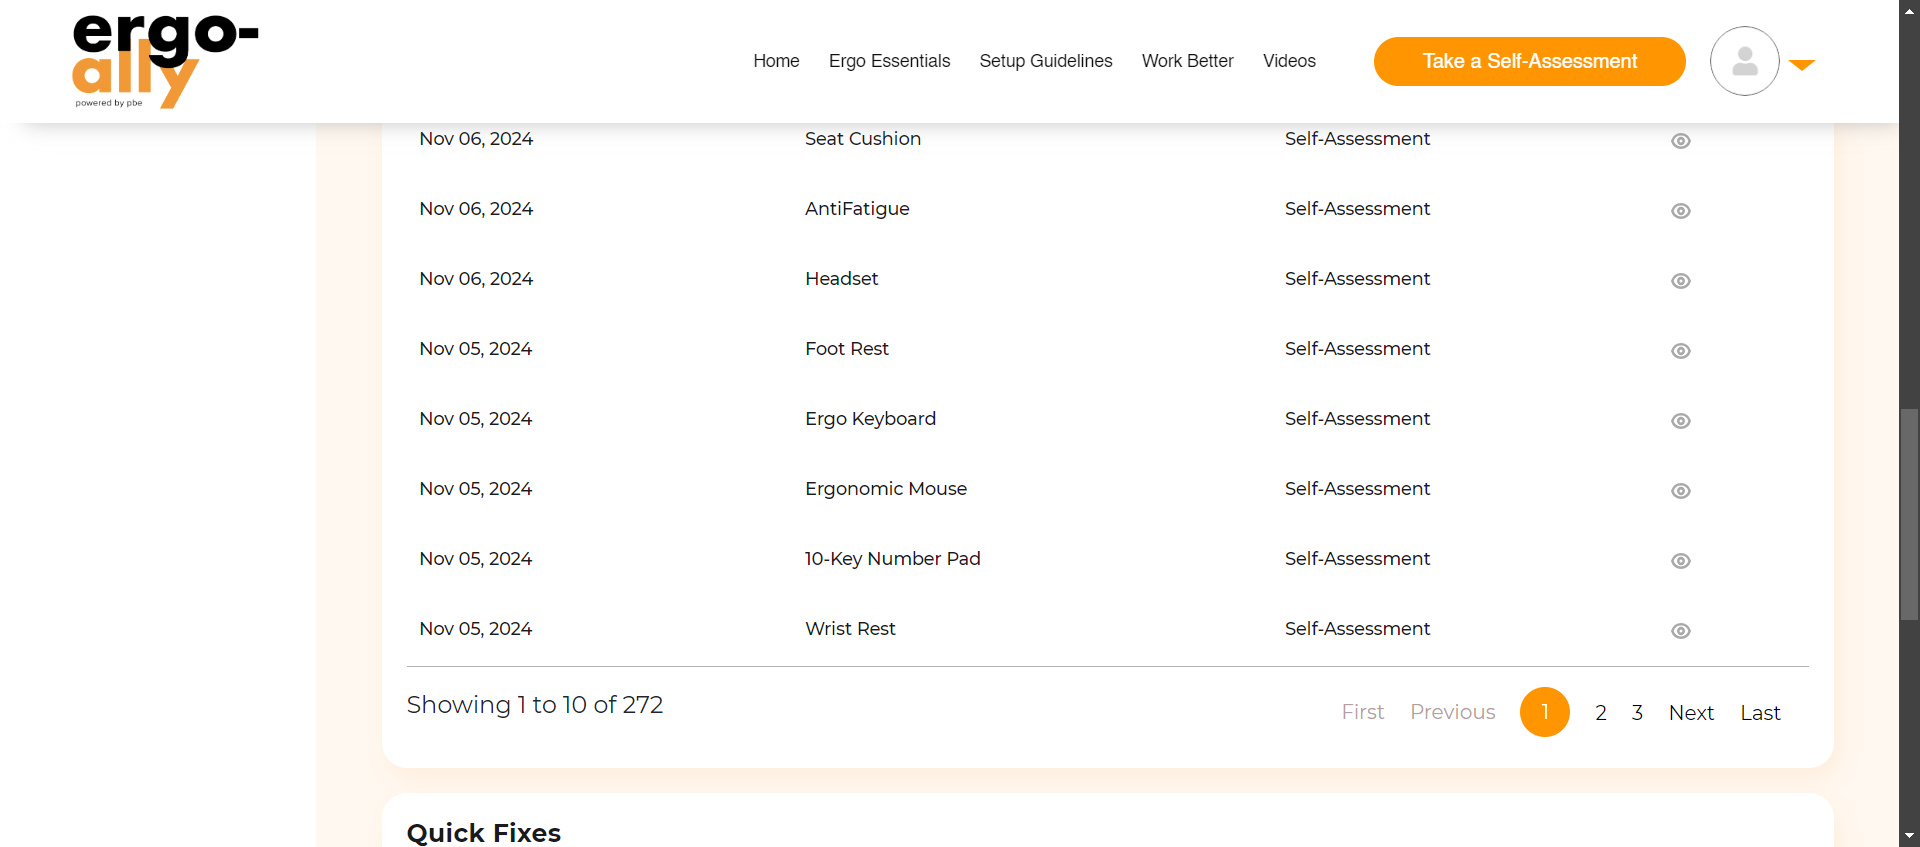 ergo-
ally
powered by pbe
Home Ergo Essentials Setup Guidelines Work Better Videos Take a Self-Assessment
Nov 06, 2024 Seat Cushion Self-Assessment
Nov 06, 2024 AntiFatigue Self-Assessment
Nov 06, 2024 Headset Self-Assessment
Nov 05, 2024 Foot Rest Self-Assessment
Nov 05, 2024 Ergo Keyboard Self-Assessment
Nov 05, 2024 Ergonomic Mouse Self-Assessment
Nov 05, 2024 10-Key Number Pad Self-Assessment
Nov 05, 2024 Wrist Rest Self-Assessment
Showing 1 to 10 of 272 First Previous 1 2 3 Next Last
Quick Fixes